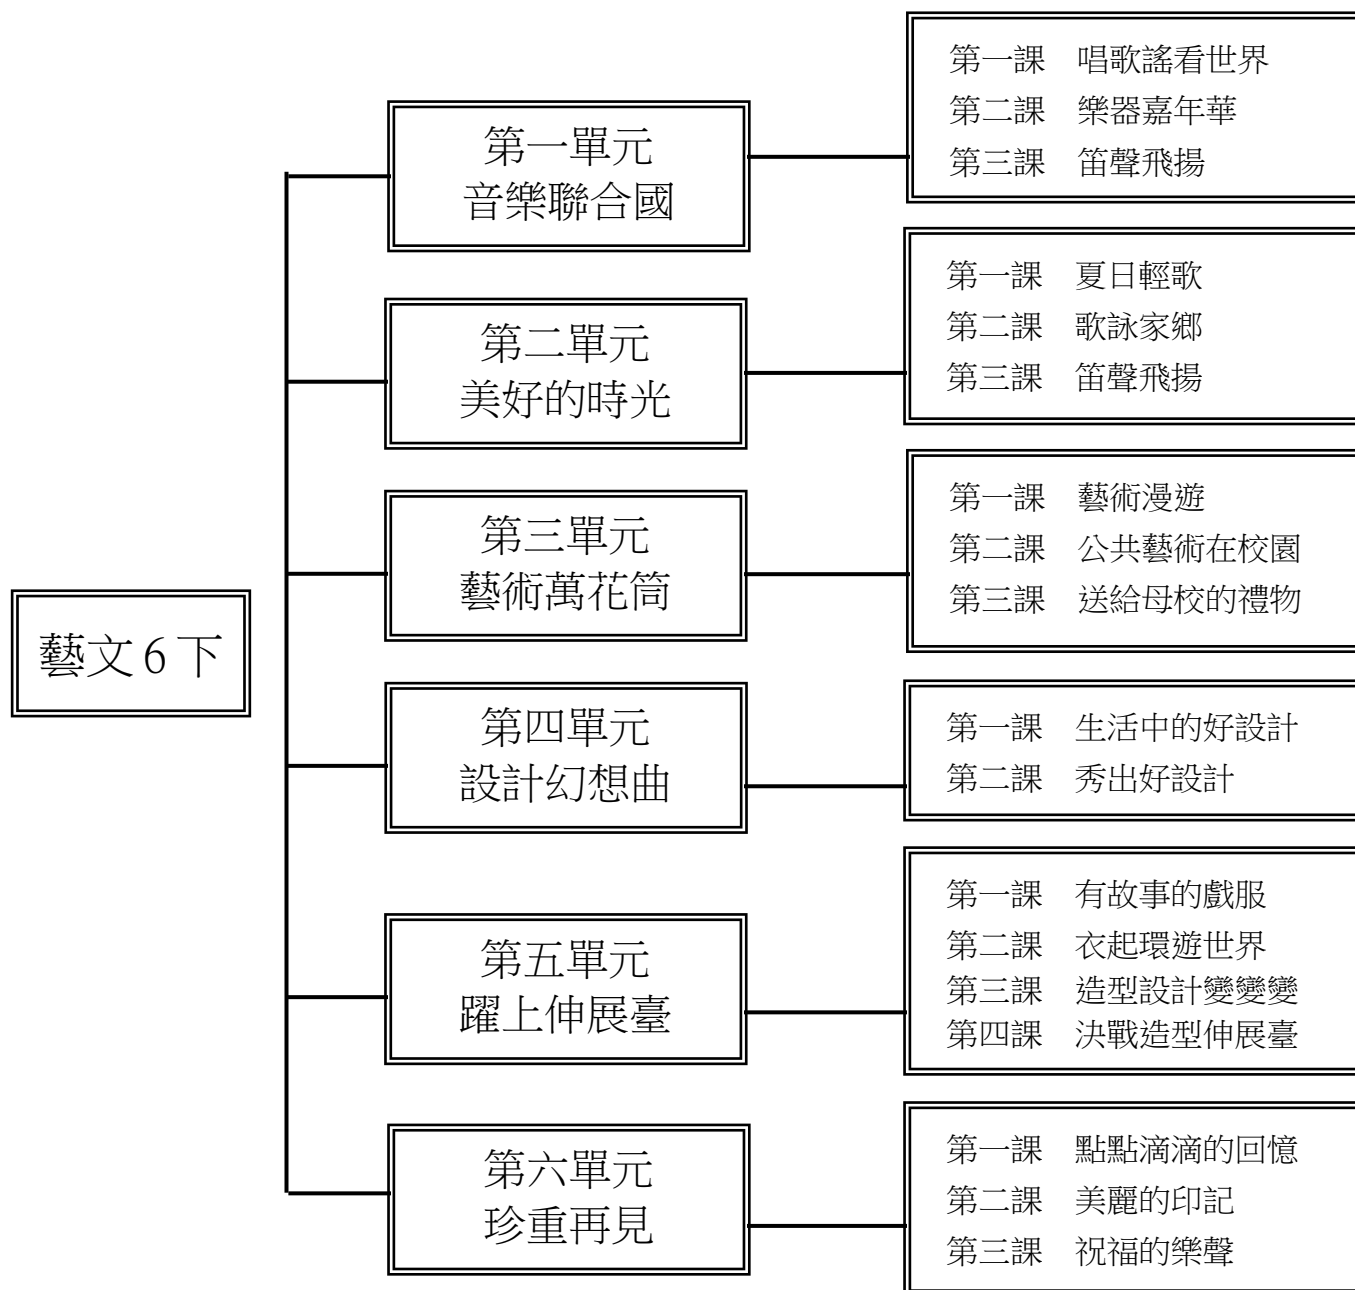 藝文6下
第一單元
音樂聯合國
第一課　唱歌謠看世界
第二課　樂器嘉年華
第三課　笛聲飛揚
第二單元
美好的時光
第一課　夏日輕歌
第二課　歌詠家鄉
第三課　笛聲飛揚
第三單元
藝術萬花筒
第一課　藝術漫遊
第二課　公共藝術在校園
第三課　送給母校的禮物
第四單元
設計幻想曲
第一課　生活中的好設計
第二課　秀出好設計
第五單元
躍上伸展臺
第一課　有故事的戲服
第二課　衣起環遊世界
第三課　造型設計變變變
第四課　決戰造型伸展臺
第六單元
珍重再見
第一課　點點滴滴的回憶
第二課　美麗的印記
第三課　祝福的樂聲